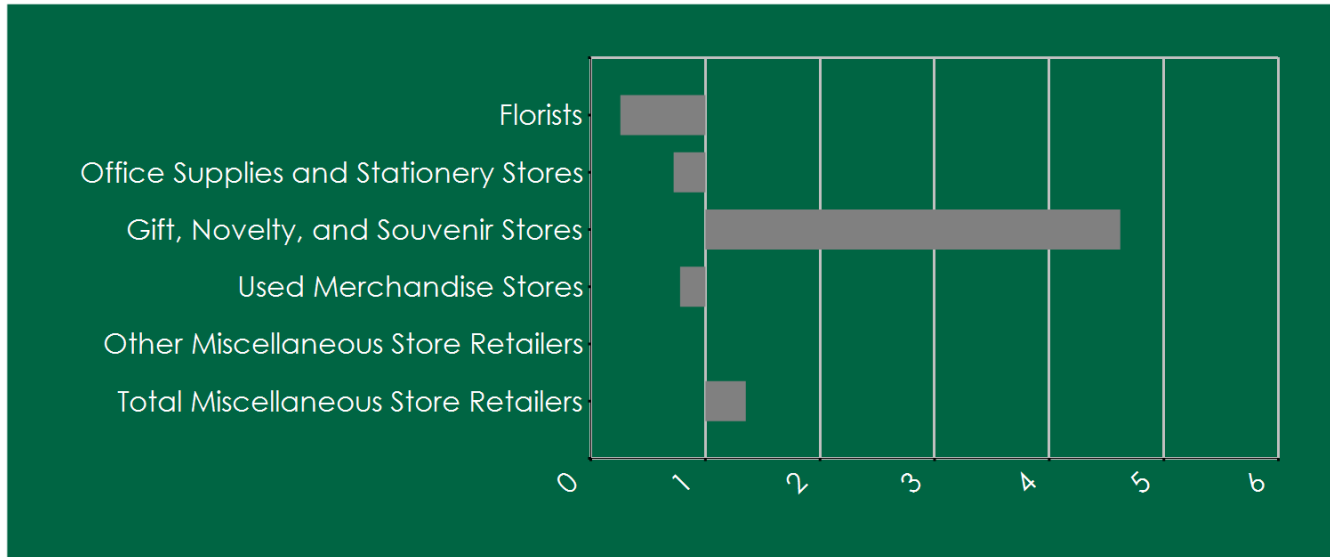 Florists
Office Supplies and Stationery Stores
Gift, Novelty, and Souvenir Stores
Used Merchandise Stores
Other Miscellaneous Store Retailers
Total Miscellaneous Store Retailers
0 1 2 3 4 5 6